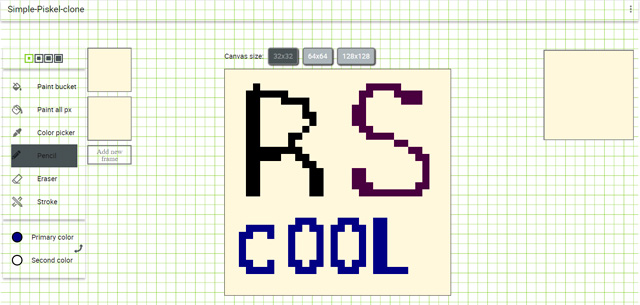 Simple-Piskel-clone
Canvas size: 32x32 64x64 128x128
Paint bucket
Paint all px
Color picker
Pencil
Eraser
Stroke
Primary color
Second color
Add new
frame
RS
COOL